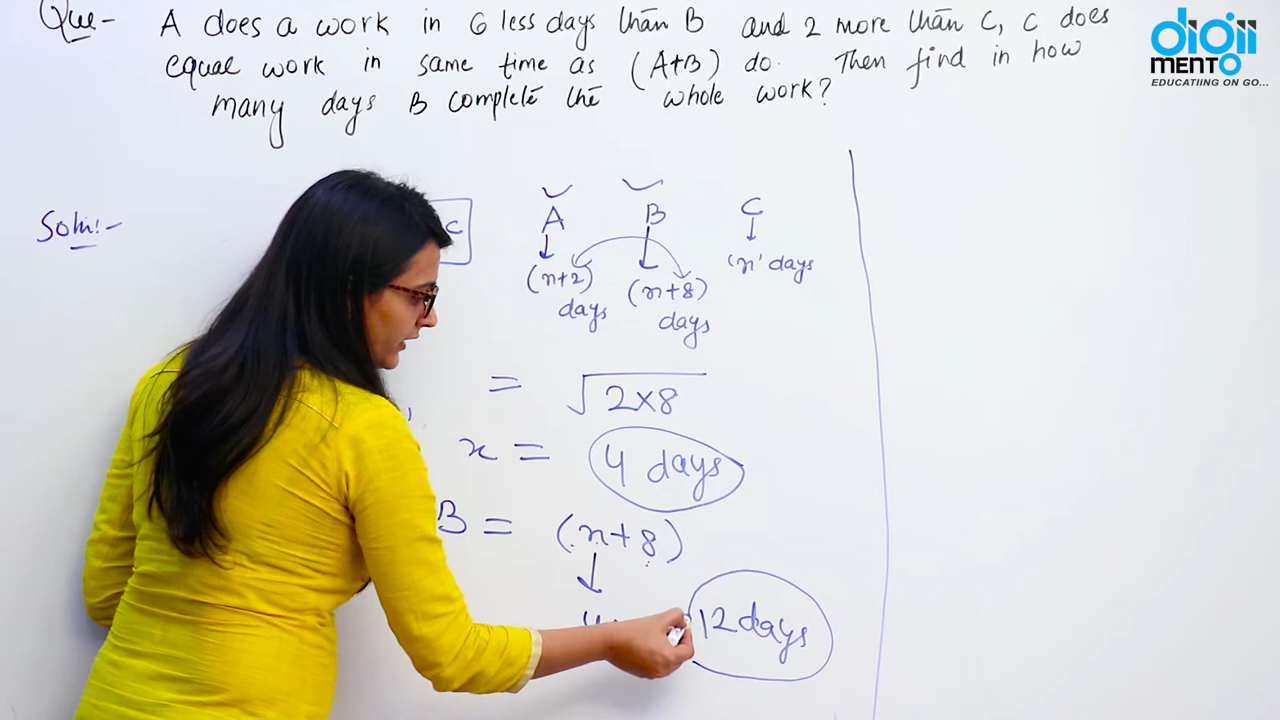 Que- A does a work in 6 less days than B and 2 more than C, C does
equal work in same time as (A+B) do. Then find in how
many days B complete the whole work?
digii
MENTO
EDUCATIING ON GO...
Soln:-
C
A B C
(n+2) days
(n+8) days
'n' days
= √2×8
x = 4 days
B = (n+8)
12 days